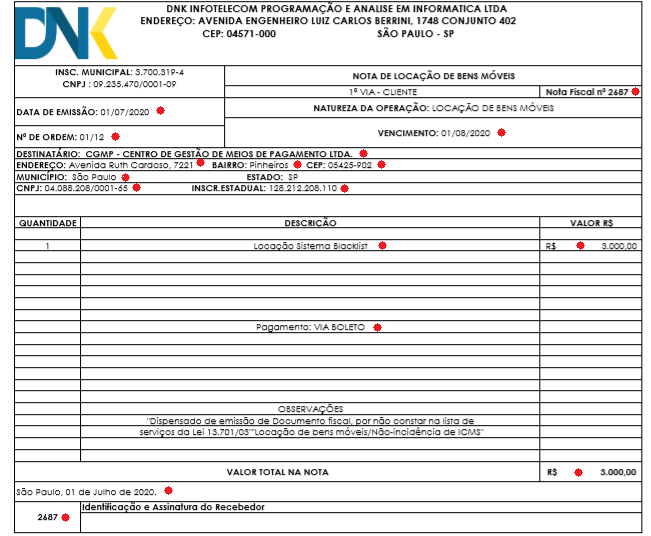 DNK
DNK INFOTELECOM PROGRAMAÇÃO E ANALISE EM INFORMATICA LTDA
ENDEREÇO: AVENIDA ENGENHEIRO LUIZ CARLOS BERRINI, 1748 CONJUNTO 402
CEP: 04571-000 SÃO PAULO - SP
INSC. MUNICIPAL: 3.700.319-4
CNPJ : 09.235.470/0001-09
NOTA DE LOCAÇÃO DE BENS MÓVEIS
1ª VIA - CLIENTE Nota Fiscal nº 2687
DATA DE EMISSÃO: 01/07/2020
NATUREZA DA OPERAÇÃO: LOCAÇÃO DE BENS MÓVEIS
Nº DE ORDEM: 01/12
VENCIMENTO: 01/08/2020
DESTINATÁRIO: CGMP - CENTRO DE GESTÃO DE MEIOS DE PAGAMENTO LTDA.
ENDEREÇO: Avenida Ruth Cardoso, 7221 BAIRRO: Pinheiros CEP: 05425-902
MUNICÍPIO: São Paulo ESTADO: SP
CNPJ: 04.088.208/0001-65 INSCR.ESTADUAL: 128.212.208.110
QUANTIDADE DESCRIÇÃO VALOR R$
1 Locação Sistema Blacklist R$ 3.000,00
Pagamento: VIA BOLETO
OBSERVAÇÕES
"Dispensado de emissão de Documento fiscal, por não constar na lista de
serviços da Lei 13.701/03""Locação de bens móveis/Não-incidência de ICMS"
VALOR TOTAL NA NOTA R$ 3.000,00
São Paulo, 01 de Julho de 2020.
Identificação e Assinatura do Recebedor
2687